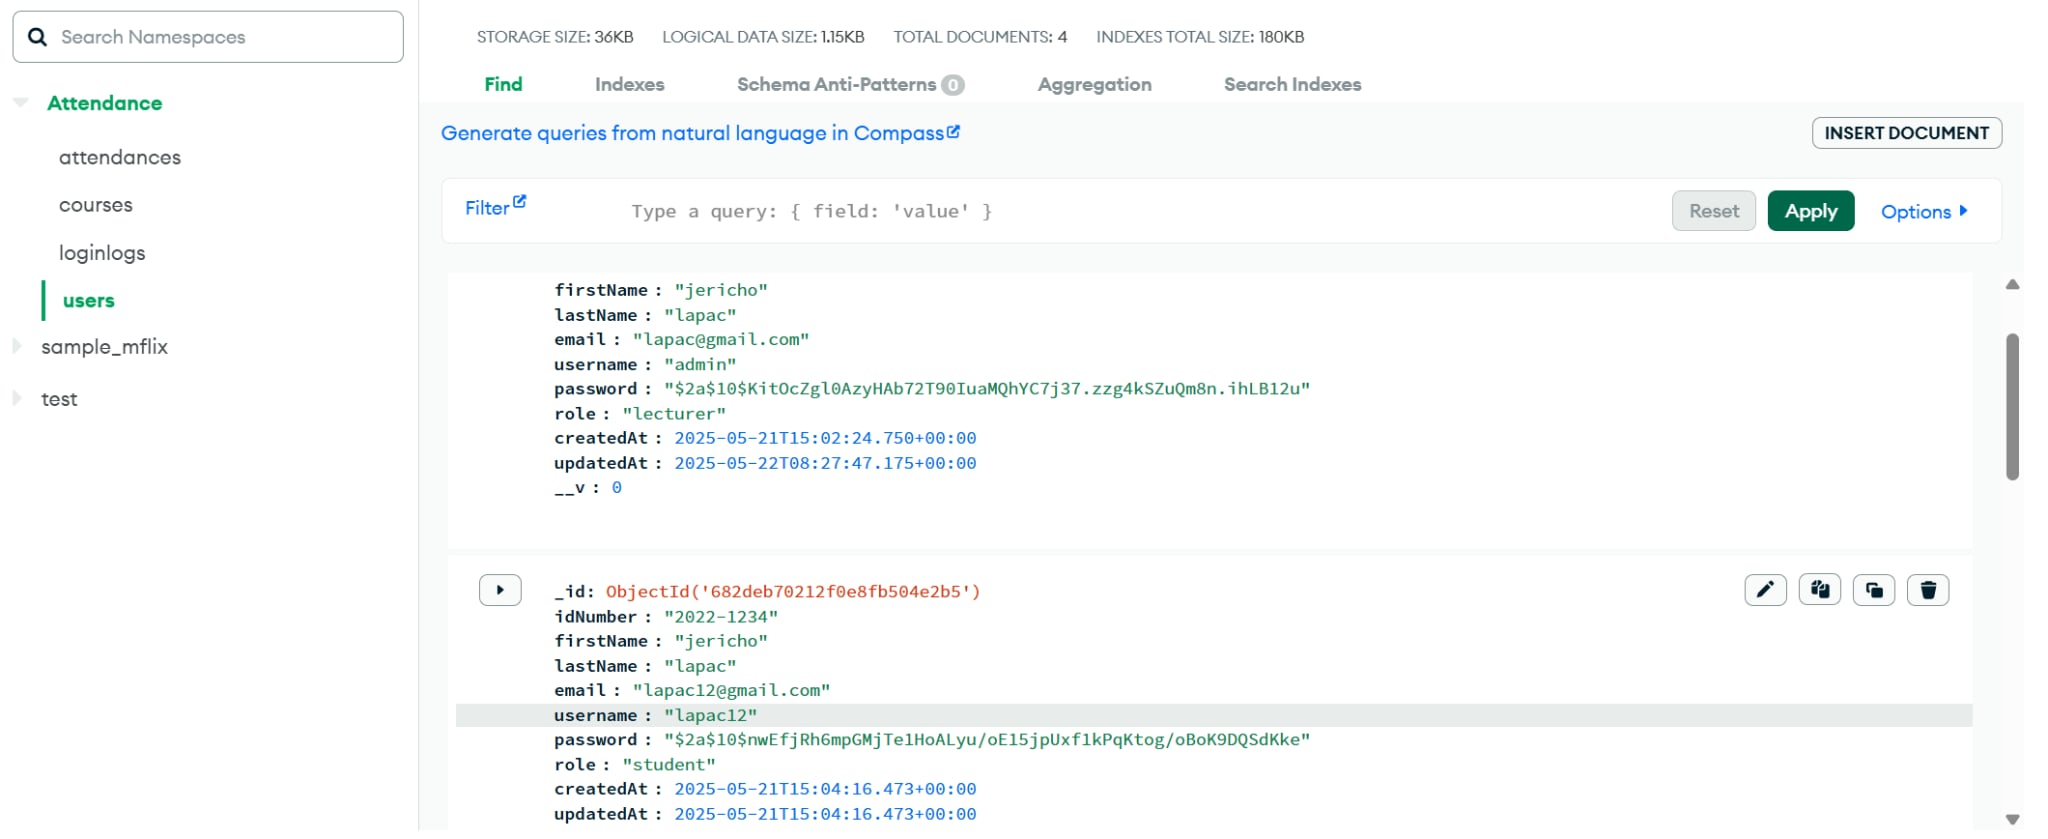 Search Namespaces
Attendance
attendances
courses
loginlogs
users
sample_mflix
test
STORAGE SIZE: 36KB LOGICAL DATA SIZE: 1.15KB TOTAL DOCUMENTS: 4 INDEXES TOTAL SIZE: 180KB
Find Indexes Schema Anti-Patterns 0 Aggregation Search Indexes
Generate queries from natural language in Compass
INSERT DOCUMENT
Filter Type a query: { field: 'value' } Reset Apply Options
firstName : "jericho"
lastName : "lapac"
email : "lapac@gmail.com"
username : "admin"
password : "$2a$10$KitOcZgl0AzyHAb72T90IuaMQhYC7j37.zzg4kSZuQm8n.ihLB12u"
role : "lecturer"
createdAt : 2025-05-21T15:02:24.750+00:00
updatedAt : 2025-05-22T08:27:47.175+00:00
__v : 0
_id: ObjectId('682deb70212f0e8fb504e2b5')
idNumber : "2022-1234"
firstName : "jericho"
lastName : "lapac"
email : "lapac12@gmail.com"
username : "lapac12"
password : "$2a$10$nwEfjRh6mpGMjTe1HoALyu/oE15jpUxf1kPqKtog/oBoK9DQSdKke"
role : "student"
createdAt : 2025-05-21T15:04:16.473+00:00
updatedAt : 2025-05-21T15:04:16.473+00:00